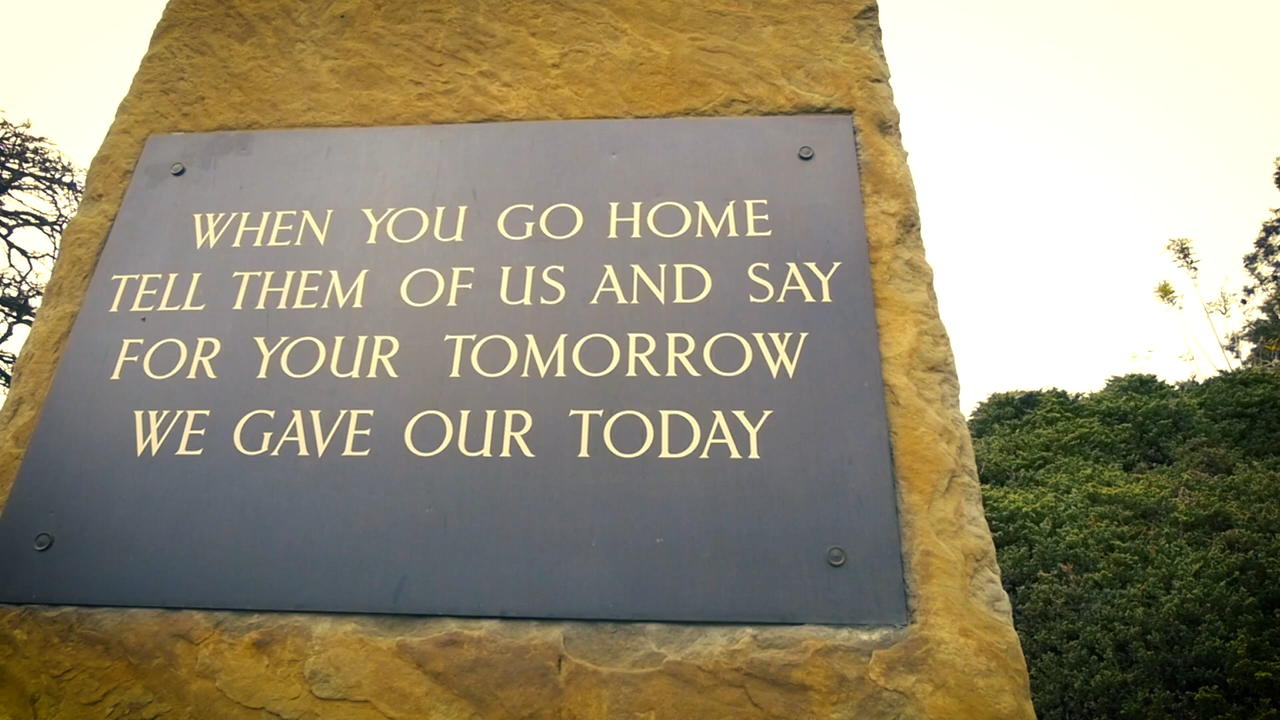 WHEN YOU GO HOME
TELL THEM OF US AND SAY
FOR YOUR TOMORROW
WE GAVE OUR TODAY